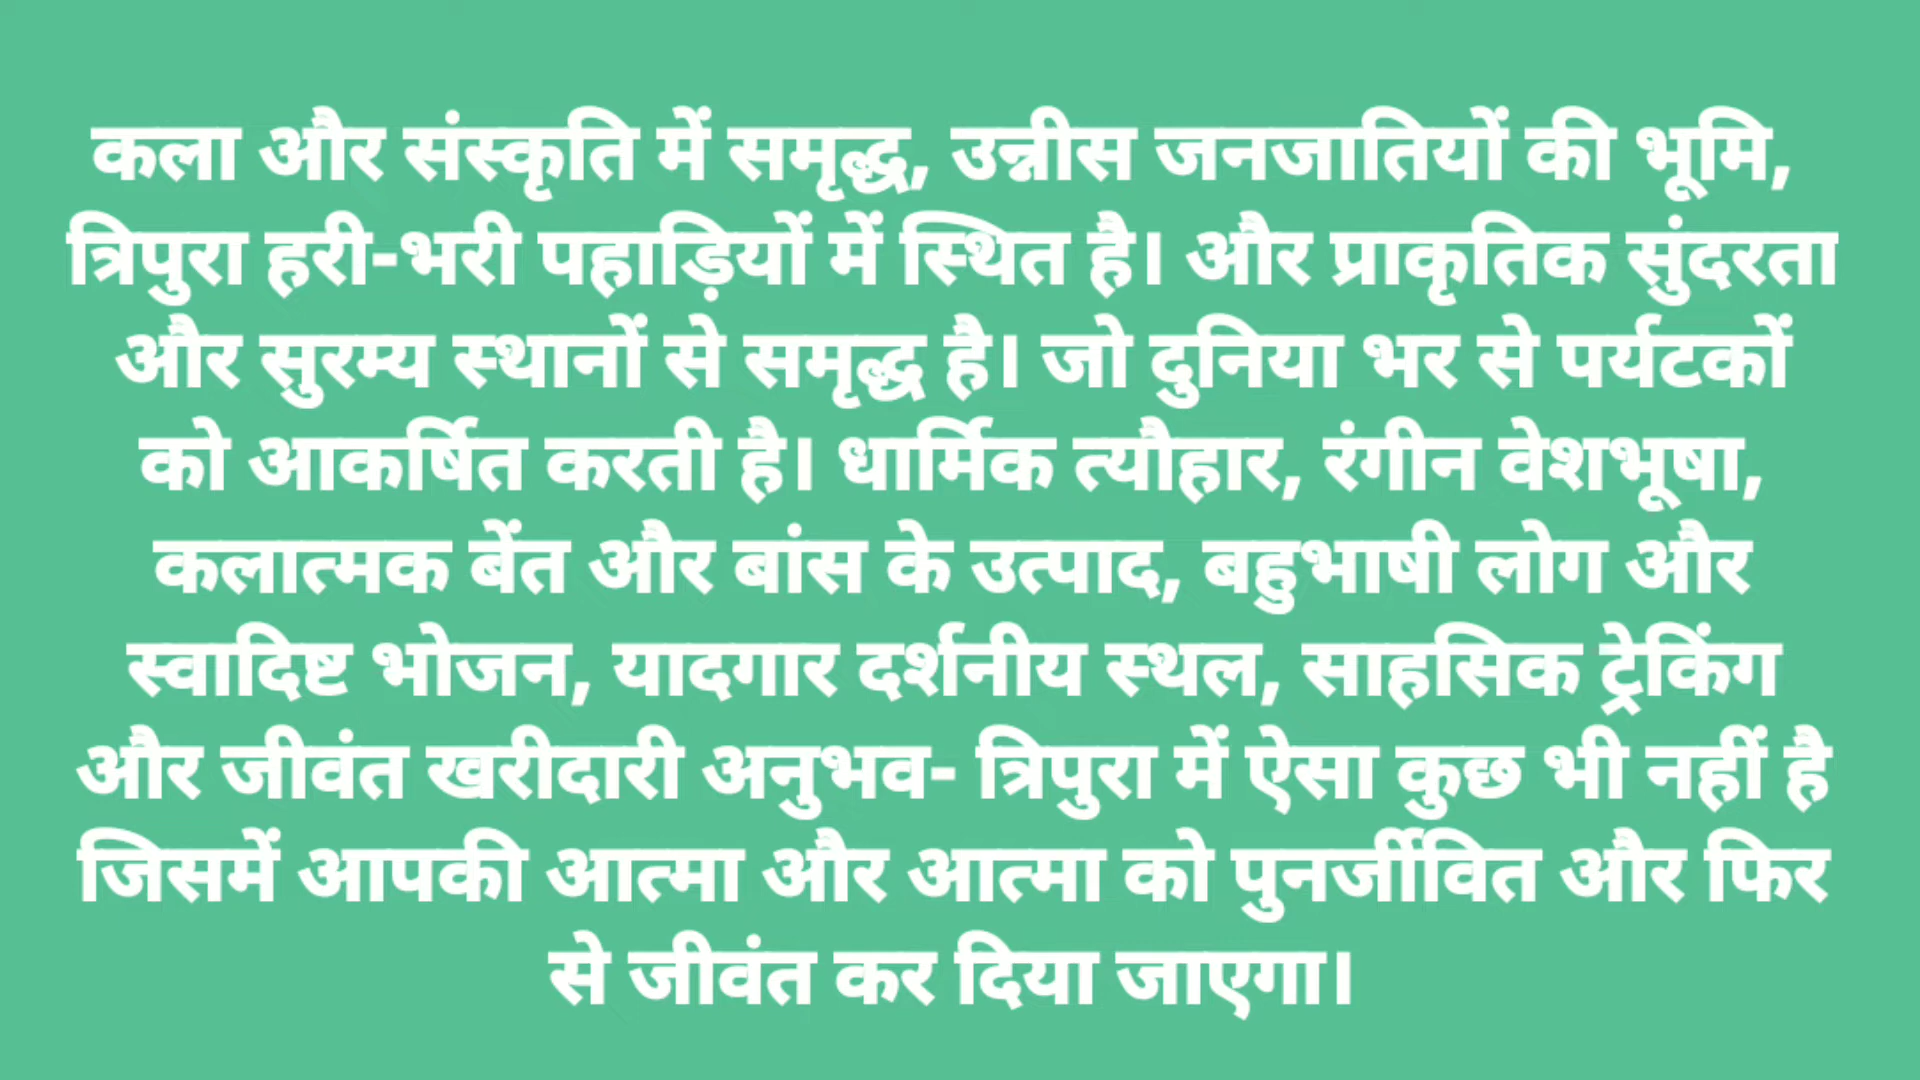 कला और संस्कृति में समृद्ध, उन्नीस जनजातियों की भूमि,
त्रिपुरा हरी-भरी पहाड़ियों में स्थित है। और प्राकृतिक सुंदरता
और सुरम्य स्थानों से समृद्ध है। जो दुनिया भर से पर्यटकों
को आकर्षित करती है। धार्मिक त्यौहार, रंगीन वेशभूषा,
कलात्मक बेंत और बांस के उत्पाद, बहुभाषी लोग और
स्वादिष्ट भोजन, यादगार दर्शनीय स्थल, साहसिक ट्रेकिंग
और जीवंत खरीदारी अनुभव- त्रिपुरा में ऐसा कुछ भी नहीं है
जिसमें आपकी आत्मा और आत्मा को पुनर्जीवित और फिर
से जीवंत कर दिया जाएगा।